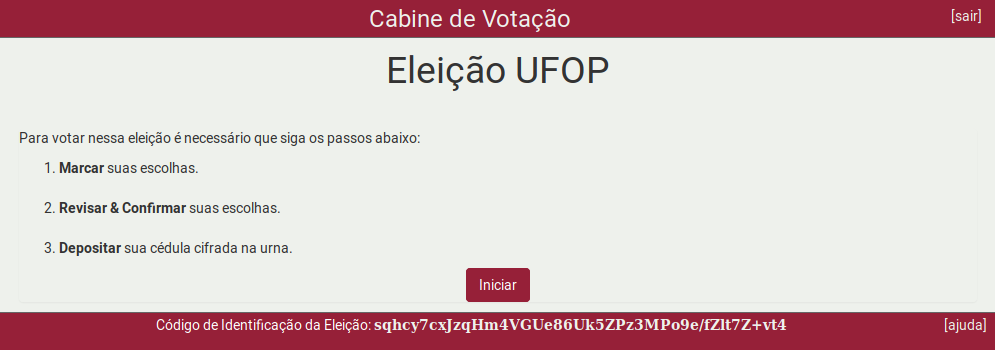 Cabine de Votação
[sair]
Eleição UFOP
Para votar nessa eleição é necessário que siga os passos abaixo:
1. Marcar suas escolhas.
2. Revisar & Confirmar suas escolhas.
3. Depositar sua cédula cifrada na urna.
Iniciar
Código de Identificação da Eleição: sqhcy7cxJzqHm4VGUe86Uk5ZPz3MPo9e/fZlt7Z+vt4
[ajuda]